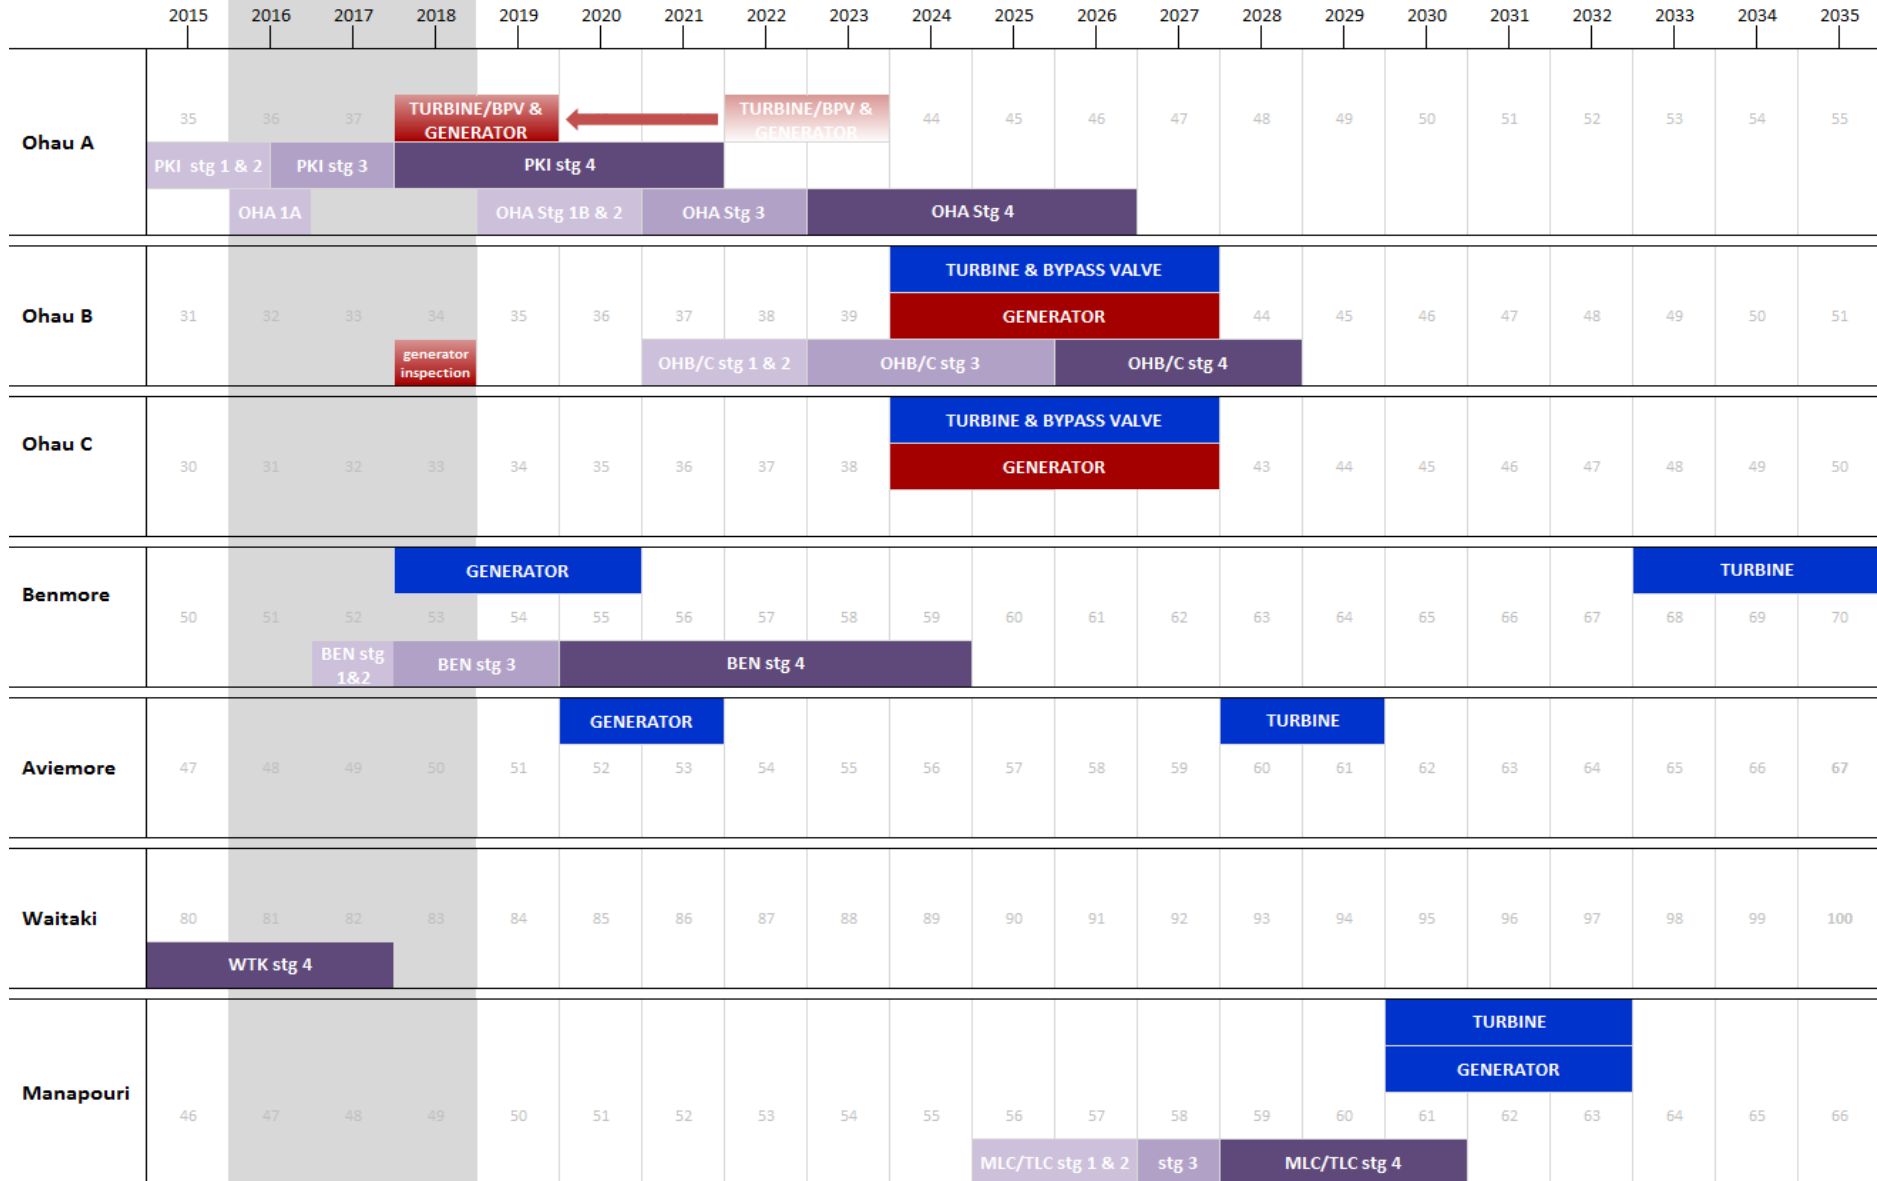 2015 2016 2017 2018 2019 2020 2021 2022 2023 2024 2025 2026 2027 2028 2029 2030 2031 2032 2033 2034 2035
Ohau A
TURBINE/BPV & GENERATOR
TURBINE/BPV & GENERATOR
35 36 37 44 45 46 47 48 49 50 51 52 53 54 55
PKI stg 1 & 2 PKI stg 3 PKI stg 4
OHA 1A OHA Stg 1B & 2 OHA Stg 3 OHA Stg 4
Ohau B
TURBINE & BYPASS VALVE
31 32 33 34 35 36 37 38 39 GENERATOR 44 45 46 47 48 49 50 51
generator inspection
OHB/C stg 1 & 2 OHB/C stg 3 OHB/C stg 4
Ohau C
TURBINE & BYPASS VALVE
30 31 32 33 34 35 36 37 38 GENERATOR 43 44 45 46 47 48 49 50
Benmore
GENERATOR TURBINE
50 51 52 53 54 55 56 57 58 59 60 61 62 63 64 65 66 67 68 69 70
BEN stg 1&2
BEN stg 3 BEN stg 4
Aviemore
GENERATOR TURBINE
47 48 49 50 51 52 53 54 55 56 57 58 59 60 61 62 63 64 65 66 67
Waitaki
80 81 82 83 84 85 86 87 88 89 90 91 92 93 94 95 96 97 98 99 100
WTK stg 4
Manapouri
TURBINE
GENERATOR
46 47 48 49 50 51 52 53 54 55 56 57 58 59 60 61 62 63 64 65 66
MLC/TLC stg 1 & 2 stg 3 MLC/TLC stg 4